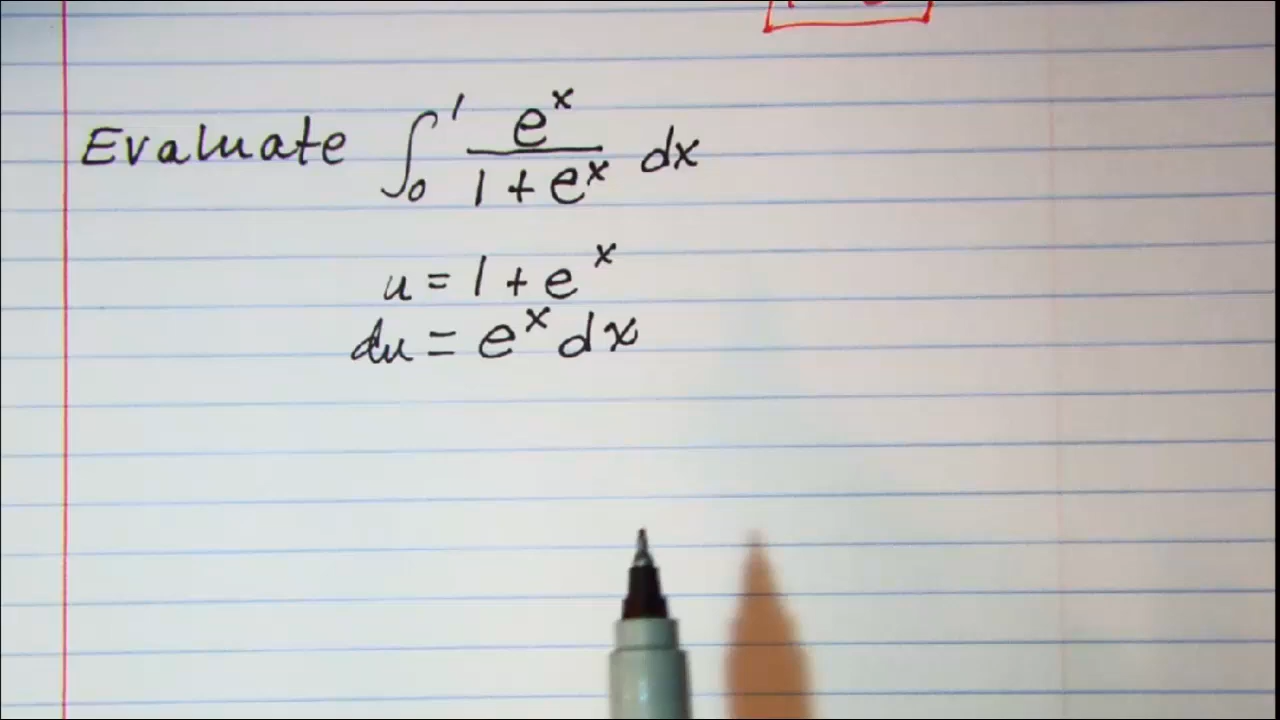 Evaluate ∫₀¹ eˣ/(1+eˣ) dx
u = 1 + eˣ
du = eˣ dx